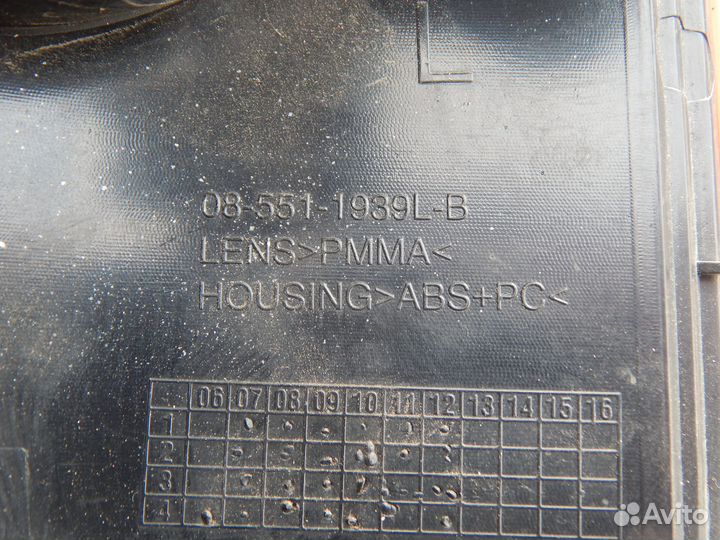 L
08-551-1939L-B
LENS>PMMA<
HOUSING>ABS+PC<
06 07 08 09 10 11 12 13 14 15 16
1
2
3
4
Avito